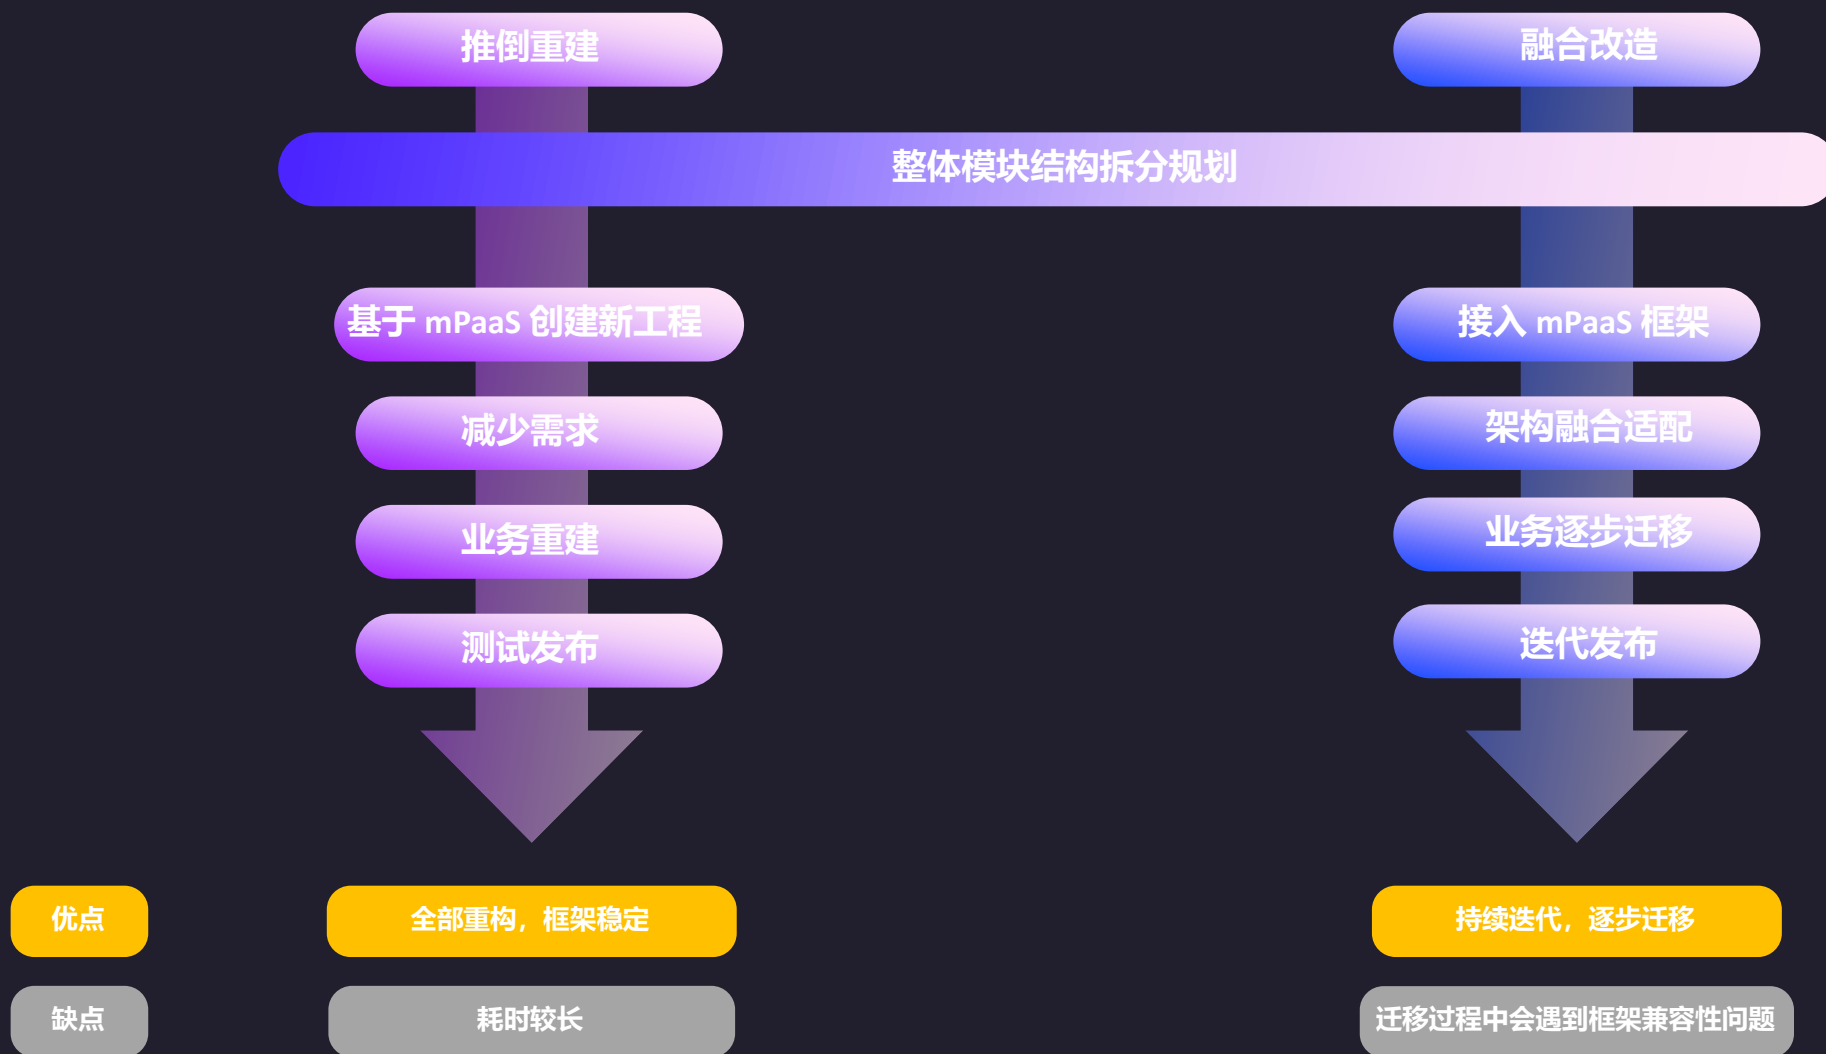 推倒重建
融合改造
整体模块结构拆分规划
基于 mPaaS 创建新工程
接入 mPaaS 框架
减少需求
架构融合适配
业务重建
业务逐步迁移
测试发布
迭代发布
优点
全部重构，框架稳定
持续迭代，逐步迁移
缺点
耗时较长
迁移过程中会遇到框架兼容性问题